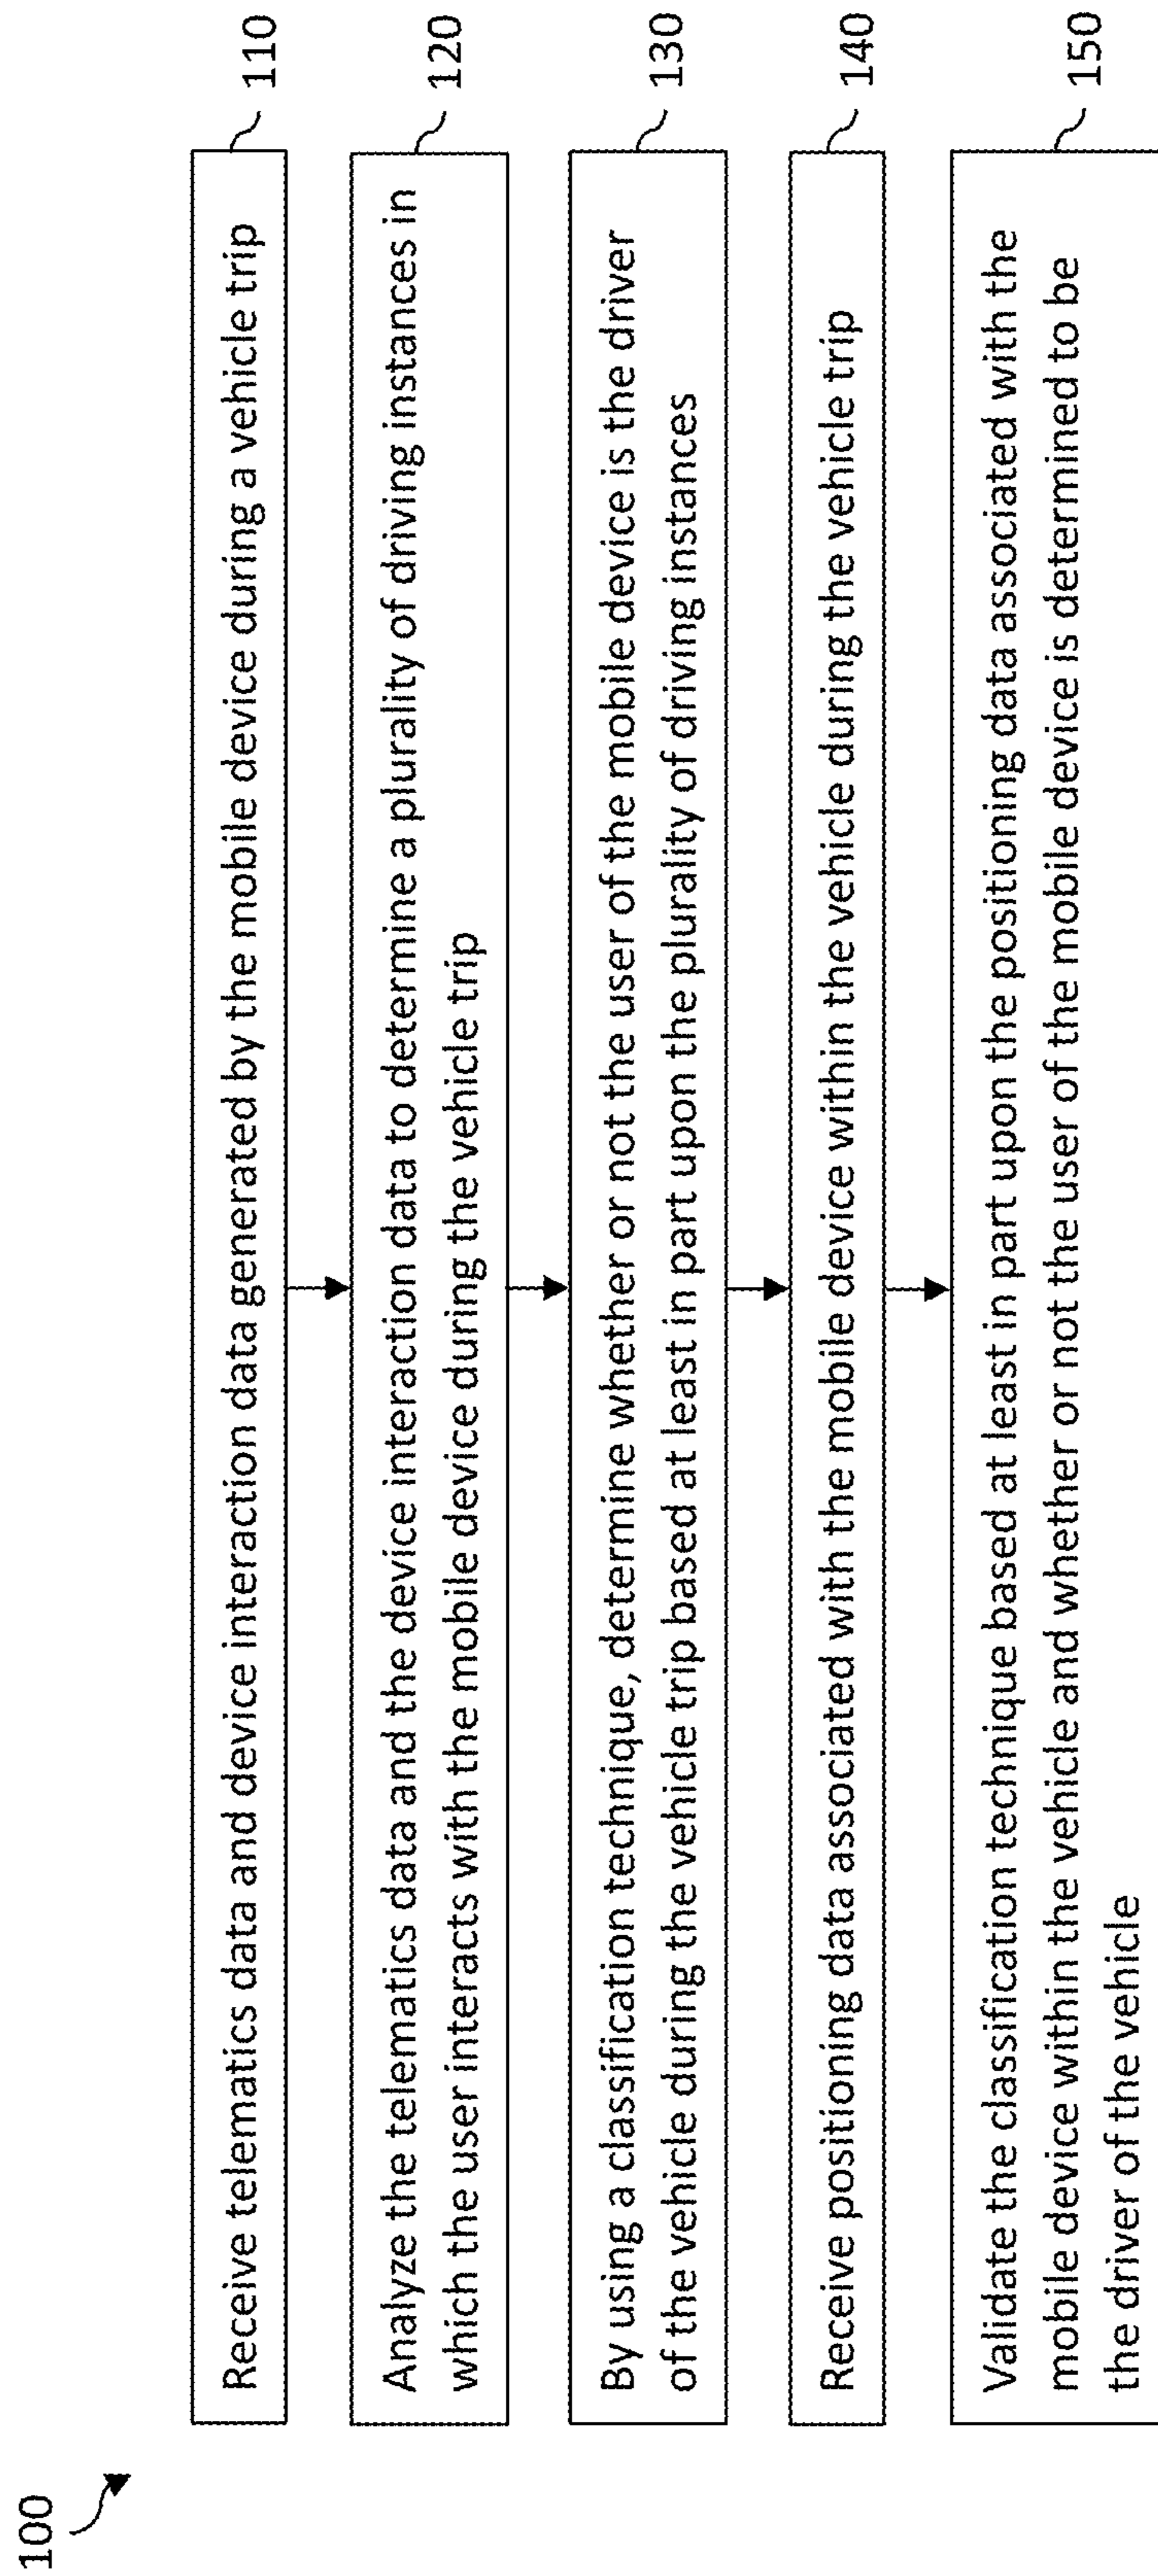 100
Receive telematics data and device interaction data generated by the mobile device during a vehicle trip
110
Analyze the telematics data and the device interaction data to determine a plurality of driving instances in
which the user interacts with the mobile device during the vehicle trip
120
By using a classification technique, determine whether or not the user of the mobile device is the driver
of the vehicle during the vehicle trip based at least in part upon the plurality of driving instances
130
Receive positioning data associated with the mobile device within the vehicle during the vehicle trip
140
Validate the classification technique based at least in part upon the positioning data associated with the
mobile device within the vehicle and whether or not the user of the mobile device is determined to be
the driver of the vehicle
150